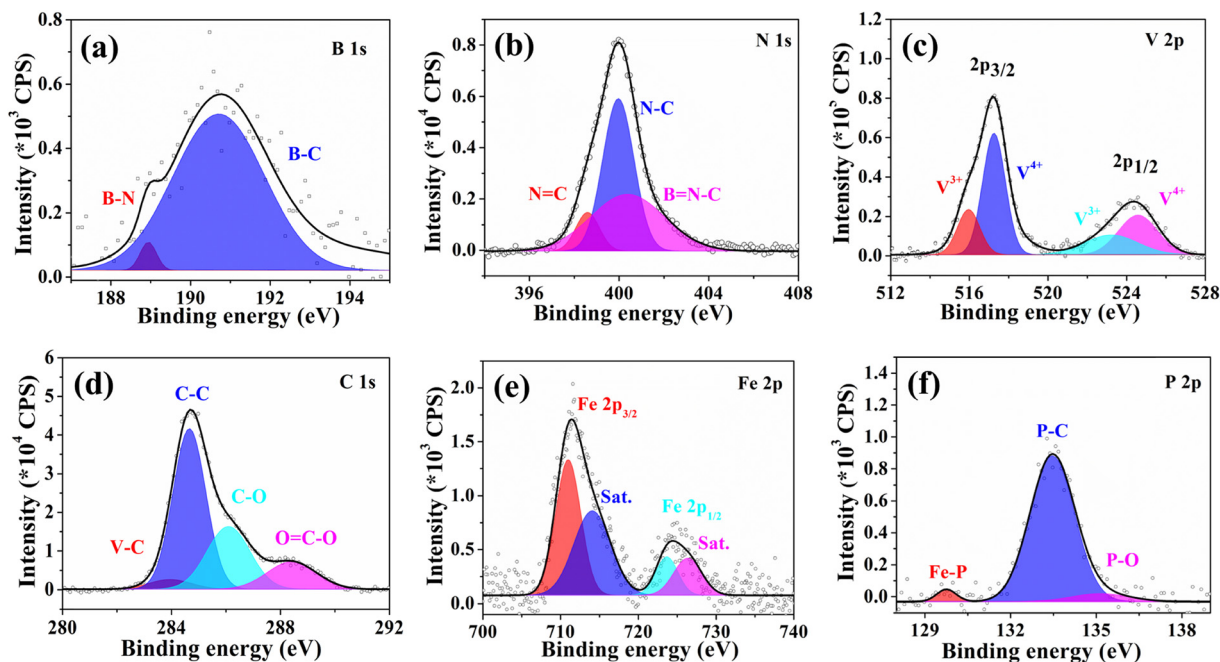 (a)
B 1s
B-N
B-C
0.8
0.6
0.4
0.2
0.0
188 190 192 194
Intensity (*10³ CPS)
Binding energy (eV)
(b)
N 1s
N-C
N=C
B=N-C
0.8
0.6
0.4
0.2
0.0
396 400 404 408
Intensity (*10⁴ CPS)
Binding energy (eV)
(c)
V 2p
2p3/2
2p1/2
V³⁺
V⁴⁺
V³⁺
V⁴⁺
1.2
1.0
0.8
0.6
0.4
0.2
0.0
512 516 520 524 528
Intensity (*10⁵ CPS)
Binding energy (eV)
(d)
C 1s
C-C
C-O
V-C
O=C-O
6
5
4
3
2
1
0
280 284 288 292
Intensity (*10⁴ CPS)
Binding energy (eV)
(e)
Fe 2p
Fe 2p3/2
Sat.
Fe 2p1/2
Sat.
2.0
1.5
1.0
0.5
0.0
700 710 720 730 740
Intensity (*10³ CPS)
Binding energy (eV)
(f)
P 2p
P-C
Fe-P
P-O
1.2
1.0
0.8
0.6
0.4
0.2
0.0
129 132 135 138
Intensity (*10³ CPS)
Binding energy (eV)